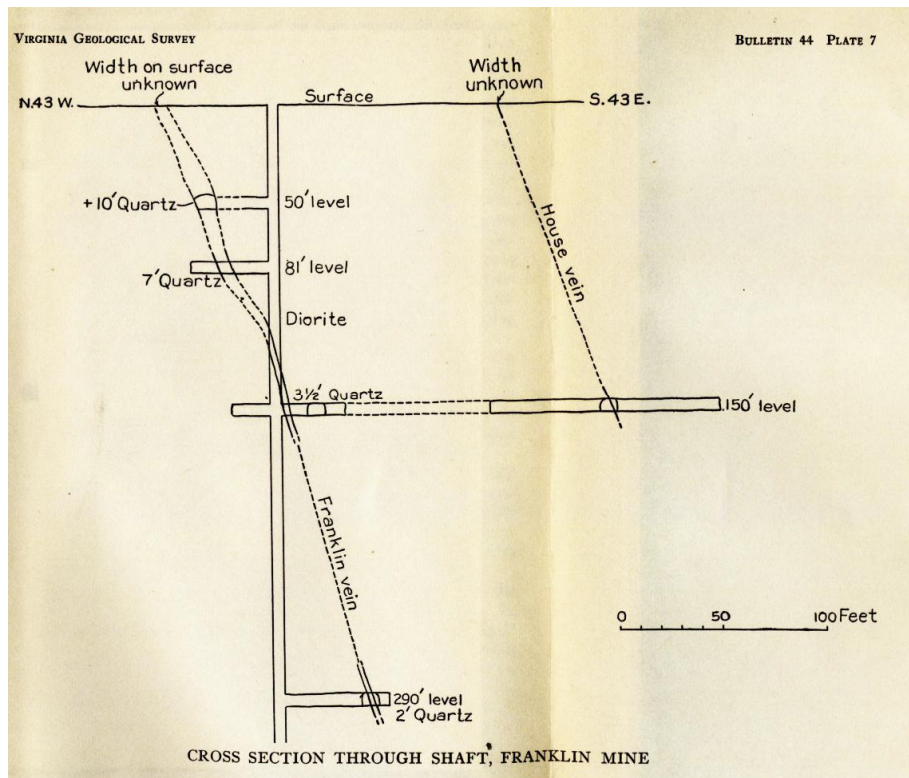 VIRGINIA GEOLOGICAL SURVEY
BULLETIN 44 PLATE 7
Width on surface
unknown
Width
unknown
N.43 W.
Surface
S.43 E.
+10' Quartz
50' level
House vein
7' Quartz
81' level
Diorite
3½' Quartz
150' level
Franklin vein
0 50 100 Feet
290' level
2' Quartz
CROSS SECTION THROUGH SHAFT, FRANKLIN MINE